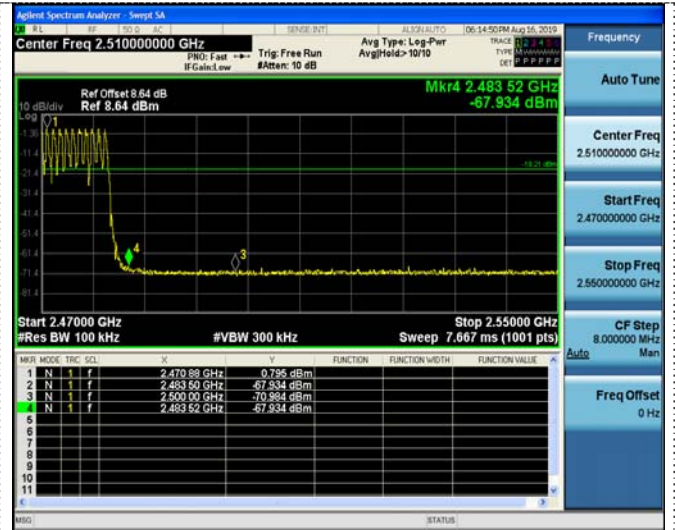 Agilent Spectrum Analyzer - Swept SA
RL RF 50 Ω AC SENSE:INT ALIGN AUTO 06:14:50 PM Aug 16, 2019
Center Freq 2.510000000 GHz
PNO: Fast
IFGain:Low
Trig: Free Run
#Atten: 10 dB
Avg Type: Log-Pwr
Avg|Hold:>10/10
TRACE 1 2 3 4 5 6
TYPE M
DET P P P P P P
Ref Offset 8.64 dB
10 dB/div Ref 8.64 dBm
Log
Mkr4 2.483 52 GHz
-67.934 dBm
1
-1.36
-11.4
-19.21 dBm
-21.4
-31.4
-41.4
-51.4
-61.4
4
3
-71.4
-81.4
Start 2.47000 GHz
Stop 2.55000 GHz
#Res BW 100 kHz
#VBW 300 kHz
Sweep 7.667 ms (1001 pts)
MKR MODE TRC SCL X Y FUNCTION FUNCTION WIDTH FUNCTION VALUE
1 N 1 f 2.470 88 GHz 0.795 dBm
2 N 1 f 2.483 50 GHz -67.934 dBm
3 N 1 f 2.500 00 GHz -70.984 dBm
4 N 1 f 2.483 52 GHz -67.934 dBm
5
6
7
8
9
10
11
MSG
STATUS
Frequency
Auto Tune
Center Freq
2.510000000 GHz
Start Freq
2.470000000 GHz
Stop Freq
2.550000000 GHz
CF Step
8.000000 MHz
Auto Man
Freq Offset
0 Hz